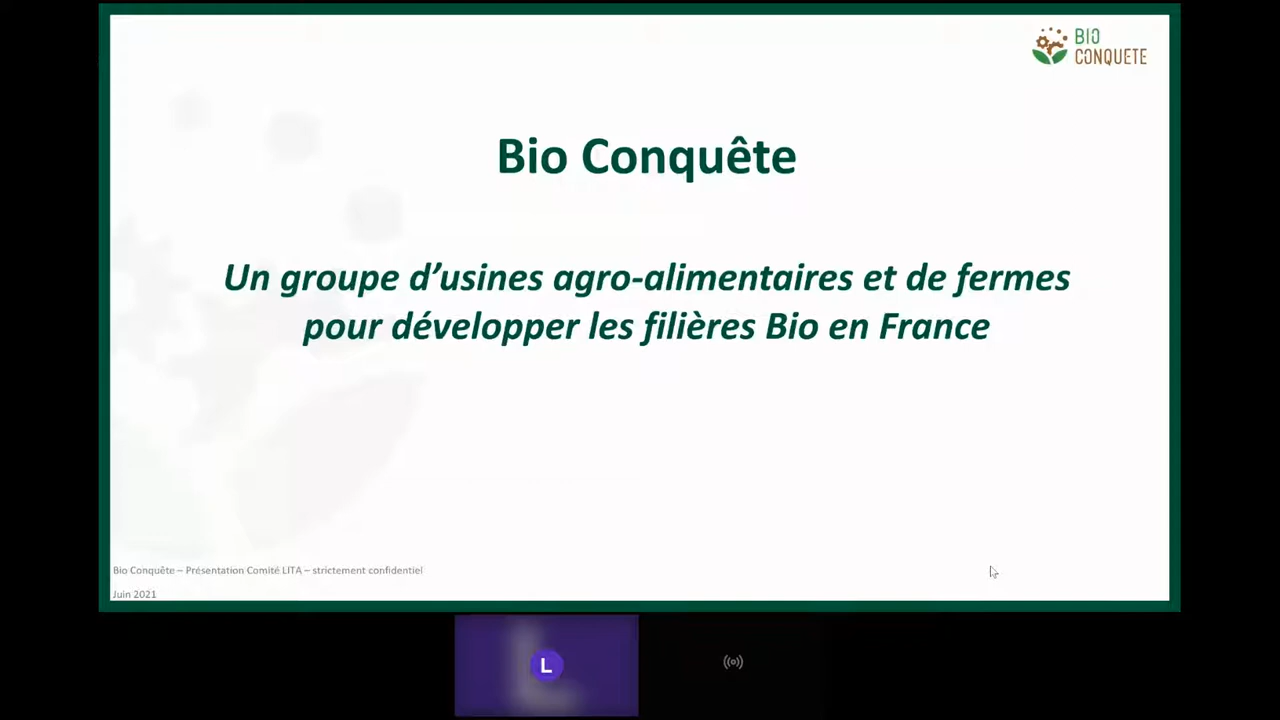 BIO
CONQUETE
Bio Conquête
Un groupe d’usines agro-alimentaires et de fermes
pour développer les filières Bio en France
Bio Conquête – Présentation Comité LITA – strictement confidentiel
Juin 2021
L